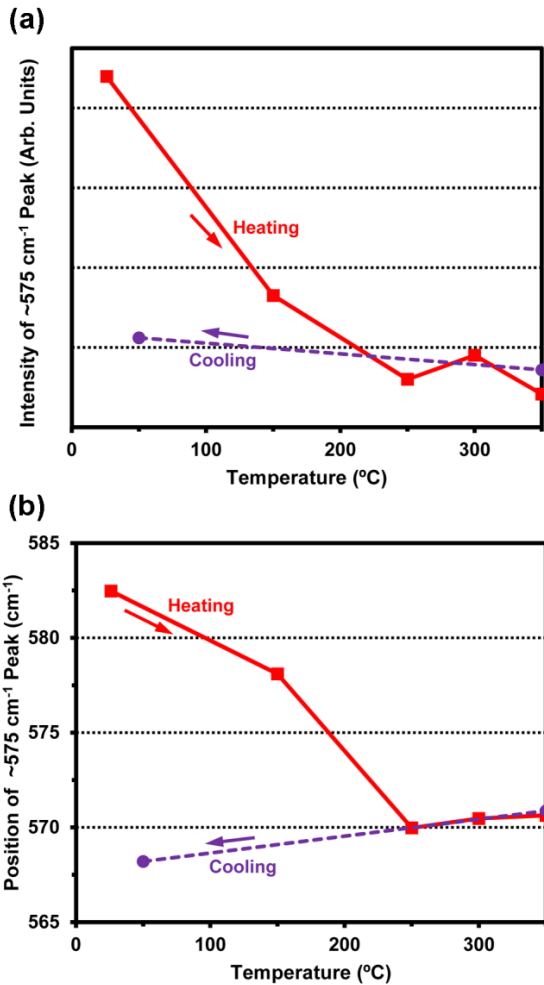 (a)
Intensity of ~575 cm⁻¹ Peak (Arb. Units)
Heating
Cooling
0
100
200
300
Temperature (ºC)
(b)
Position of ~575 cm⁻¹ Peak (cm⁻¹)
585
580
575
570
565
Heating
Cooling
0
100
200
300
Temperature (ºC)